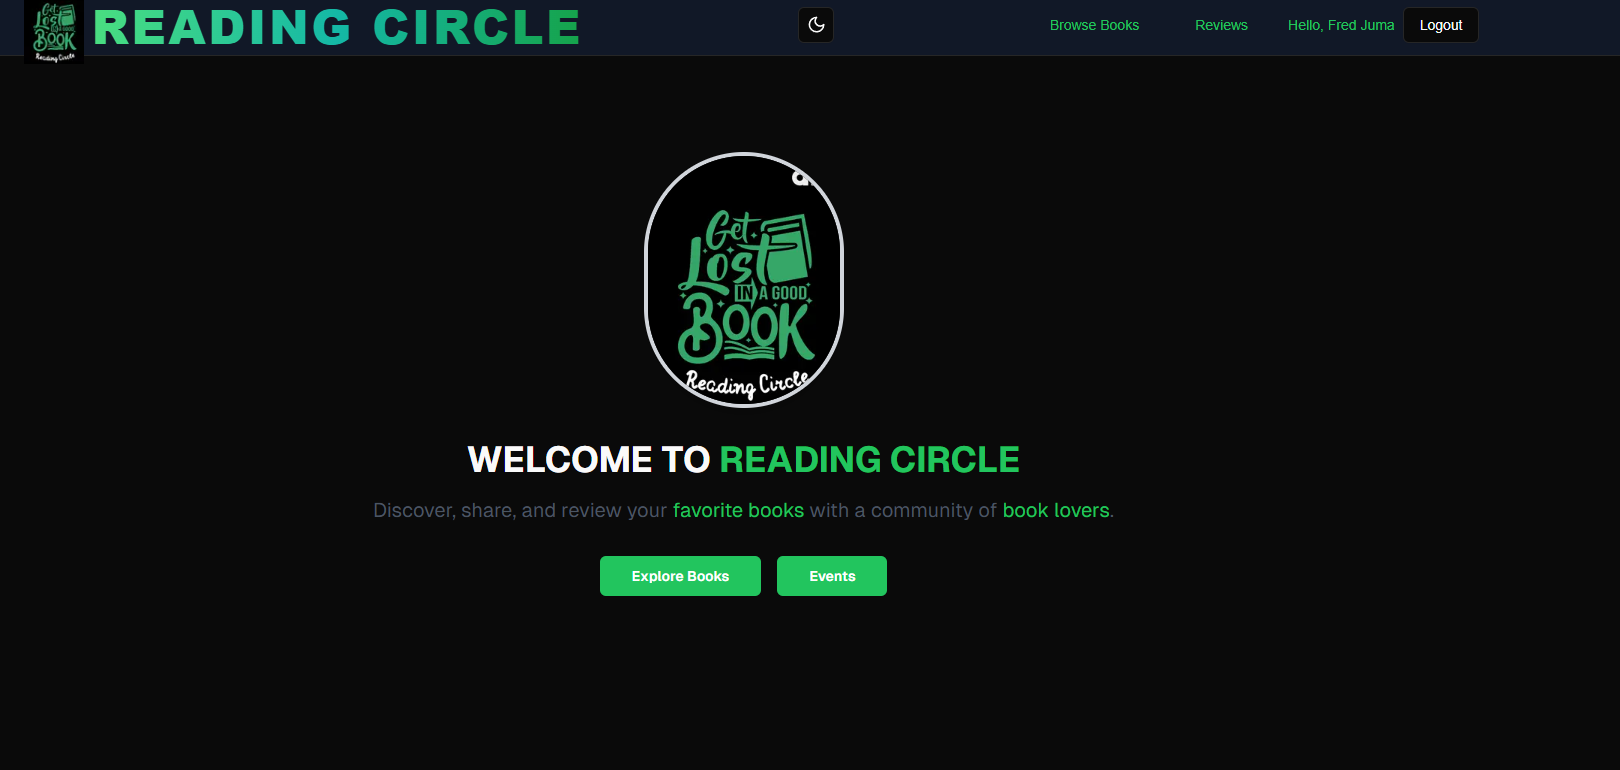 Get
Lost
IN A GOOD
BOOK
Reading Circle
READING CIRCLE
Browse Books
Reviews
Hello, Fred Juma
Logout
Get
Lost
IN A GOOD
BOOK
Reading Circle
WELCOME TO READING CIRCLE
Discover, share, and review your favorite books with a community of book lovers.
Explore Books
Events